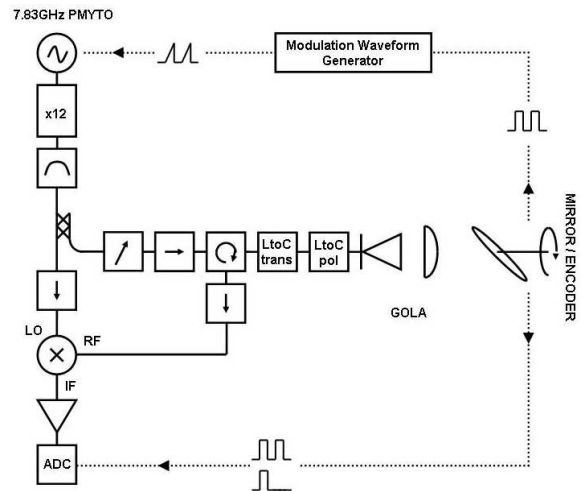 7.83GHz PMYTO
Modulation Waveform
Generator
x12
MIRROR / ENCODER
LtoC
trans
LtoC
pol
GOLA
LO
RF
IF
ADC